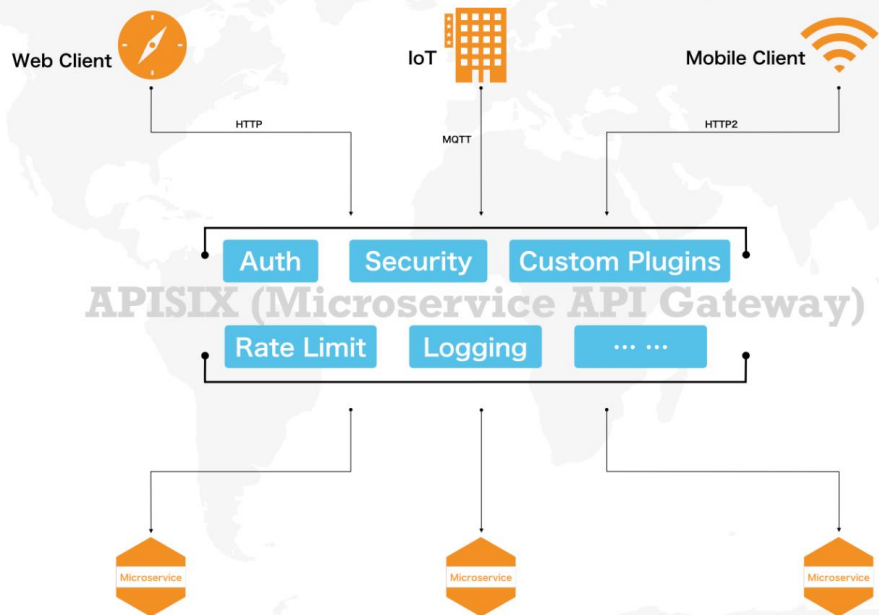 Web Client
IoT
Mobile Client
HTTP
MQTT
HTTP2
Auth
Security
Custom Plugins
APISIX (Microservice API Gateway)
Rate Limit
Logging
... ...
Microservice
Microservice
Microservice